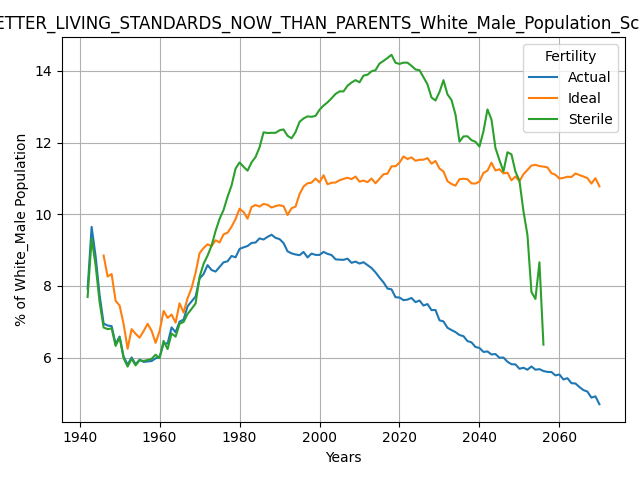 ETTER_LIVING_STANDARDS_NOW_THAN_PARENTS_White_Male_Population_Sc
Fertility
Actual
Ideal
Sterile
% of White_Male Population
14
12
10
8
6
1940 1960 1980 2000 2020 2040 2060
Years